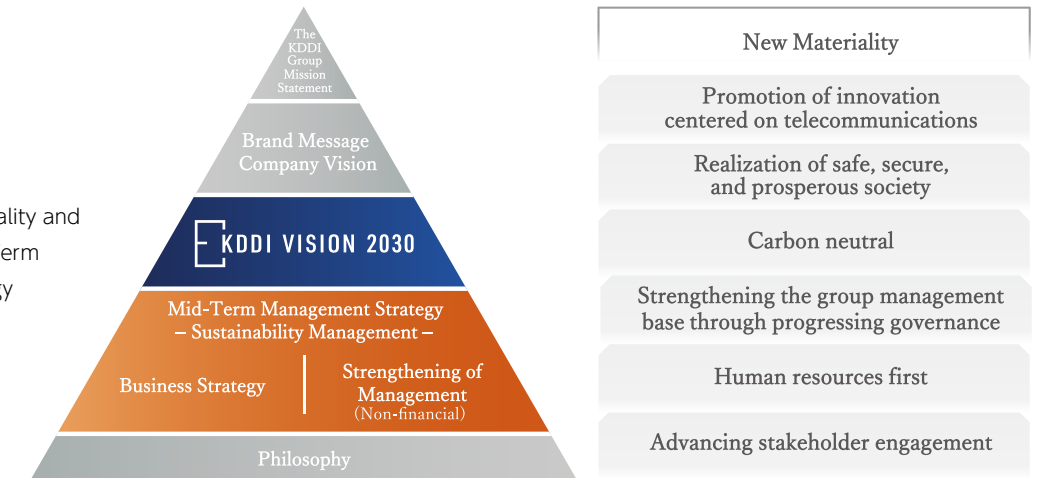 ality and
erm
gy
The
KDDI
Group
Mission
Statement
Brand Message
Company Vision
KDDI VISION 2030
Mid-Term Management Strategy
– Sustainability Management –
Business Strategy
Strengthening of
Management
(Non-financial)
Philosophy
New Materiality
Promotion of innovation
centered on telecommunications
Realization of safe, secure,
and prosperous society
Carbon neutral
Strengthening the group management
base through progressing governance
Human resources first
Advancing stakeholder engagement